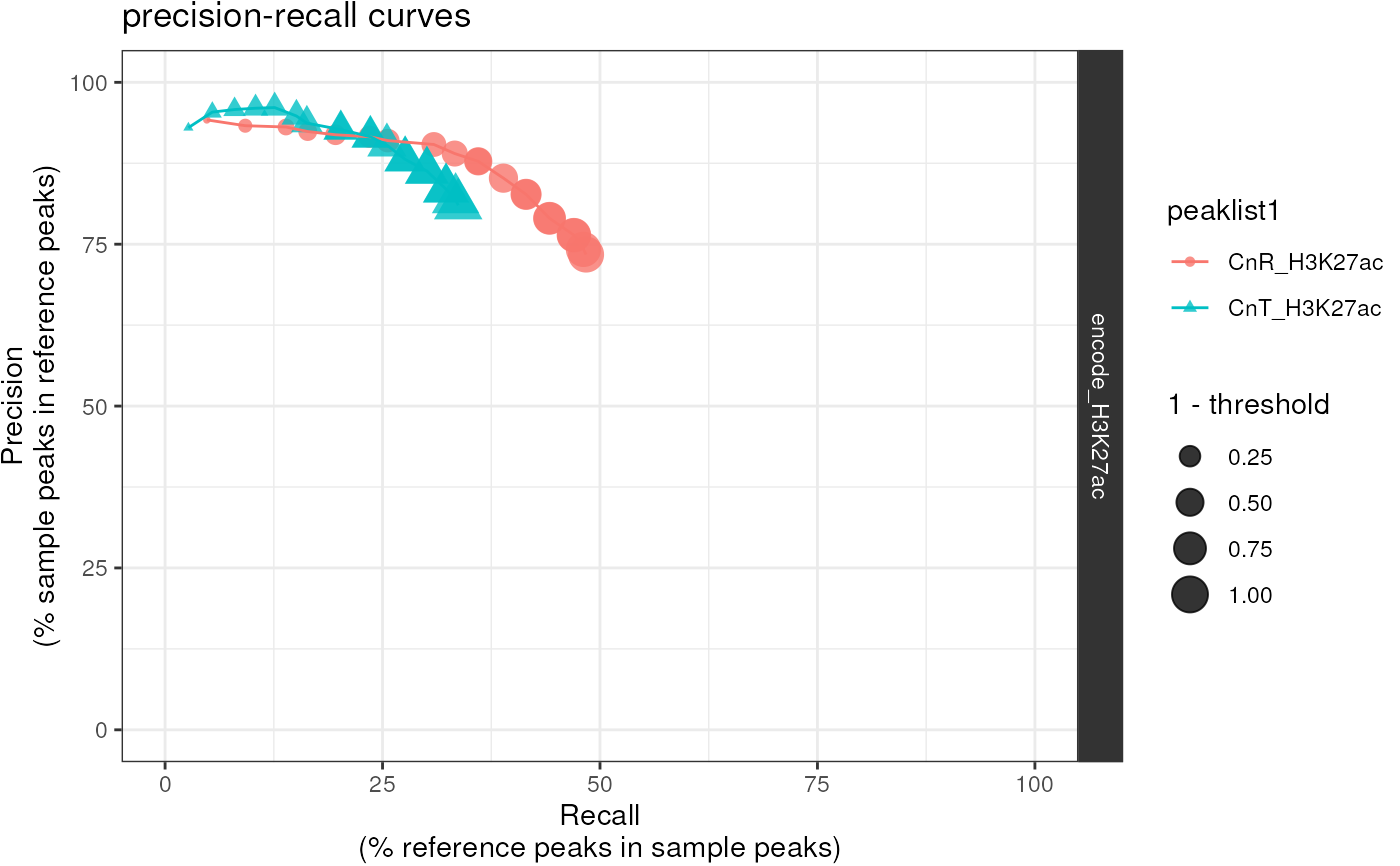 precision-recall curves
Precision
(% sample peaks in reference peaks)
100
75
50
25
0
0
25
50
75
100
Recall
(% reference peaks in sample peaks)
encode_H3K27ac
peaklist1
CnR_H3K27ac
CnT_H3K27ac
1 - threshold
0.25
0.50
0.75
1.00